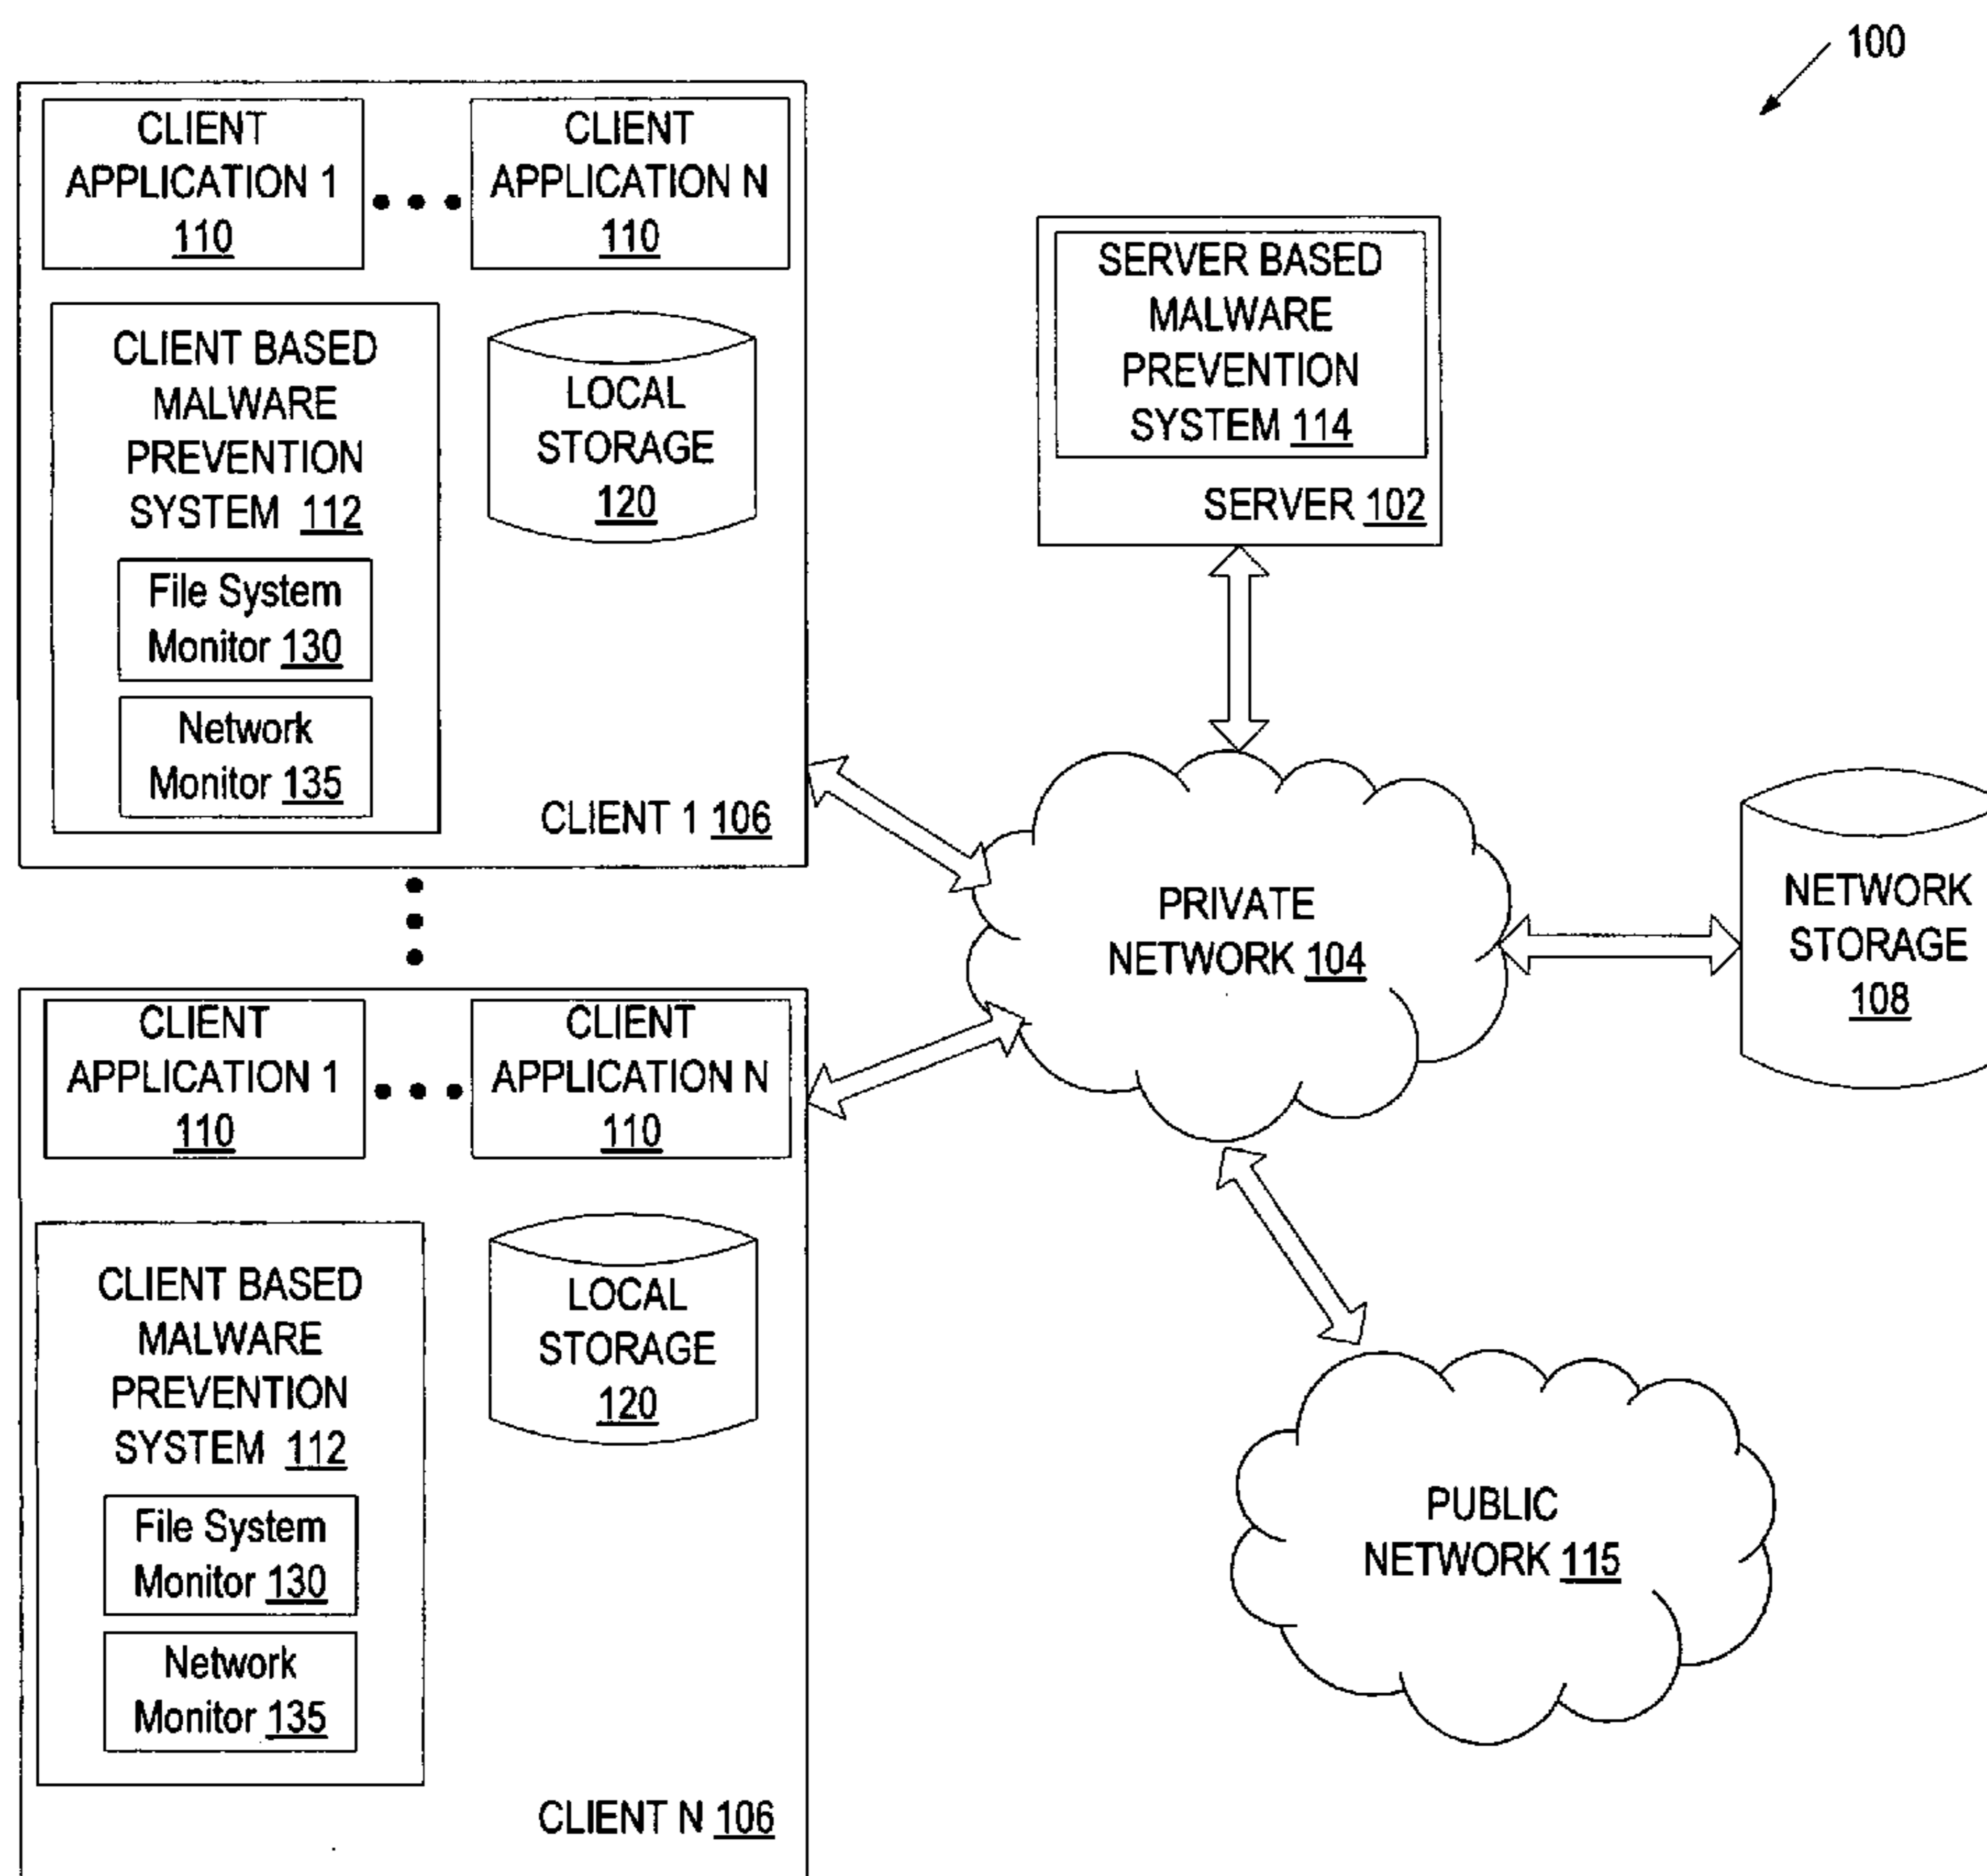 100
CLIENT
APPLICATION 1
110
CLIENT
APPLICATION N
110
CLIENT BASED
MALWARE
PREVENTION
SYSTEM 112
File System
Monitor 130
Network
Monitor 135
LOCAL
STORAGE
120
CLIENT 1 106
SERVER BASED
MALWARE
PREVENTION
SYSTEM 114
SERVER 102
PRIVATE
NETWORK 104
NETWORK
STORAGE
108
CLIENT
APPLICATION 1
110
CLIENT
APPLICATION N
110
CLIENT BASED
MALWARE
PREVENTION
SYSTEM 112
File System
Monitor 130
Network
Monitor 135
LOCAL
STORAGE
120
CLIENT N 106
PUBLIC
NETWORK 115